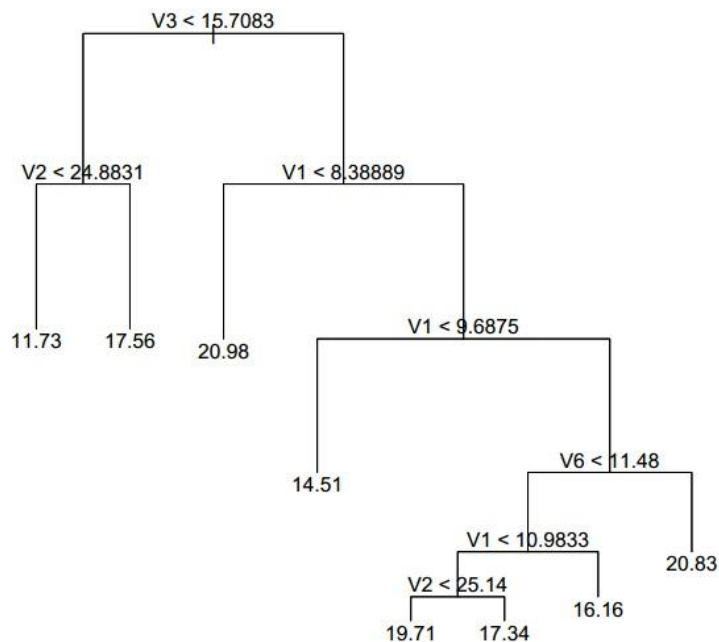 V3 < 15.7083
V2 < 24.8831
V1 < 8.38889
11.73
17.56
20.98
V1 < 9.6875
14.51
V6 < 11.48
V1 < 10.9833
20.83
V2 < 25.14
16.16
19.71
17.34